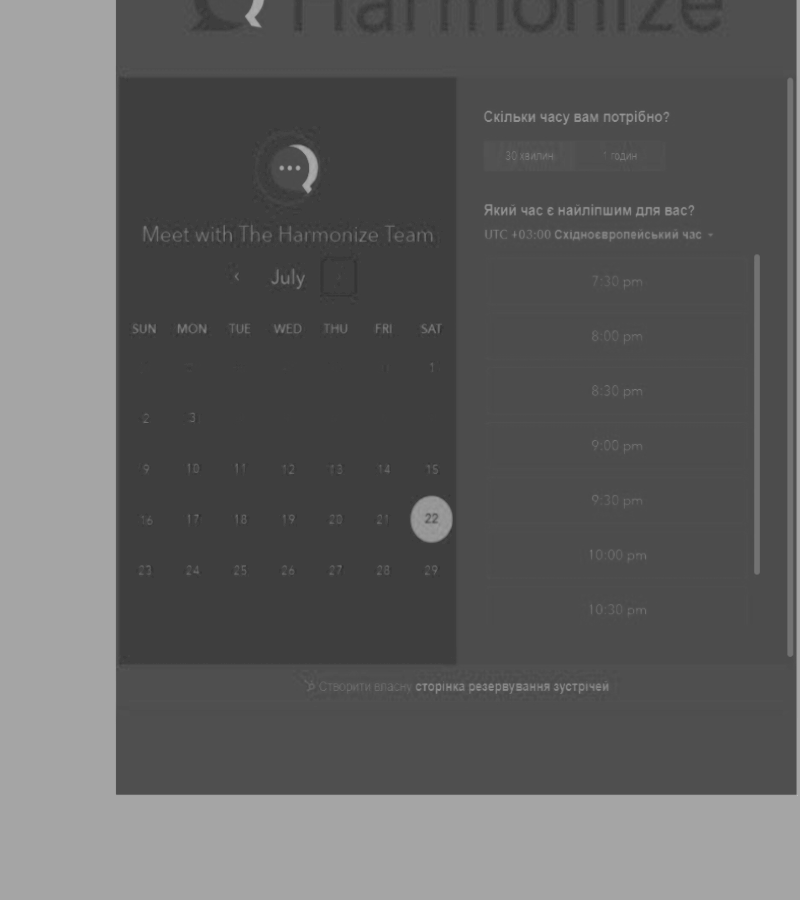 Harmonize
Meet with The Harmonize Team
July
SUN MON TUE WED THU FRI SAT
1
2 3
9 10 11 12 13 14 15
16 17 18 19 20 21 22
23 24 25 26 27 28 29
Скільки часу вам потрібно?
30 хвилин 1 годин
Який час є найліпшим для вас?
UTC +03:00 Східноєвропейський час
7:30 pm
8:00 pm
8:30 pm
9:00 pm
9:30 pm
10:00 pm
10:30 pm
Створити власну сторінка резервування зустрічей